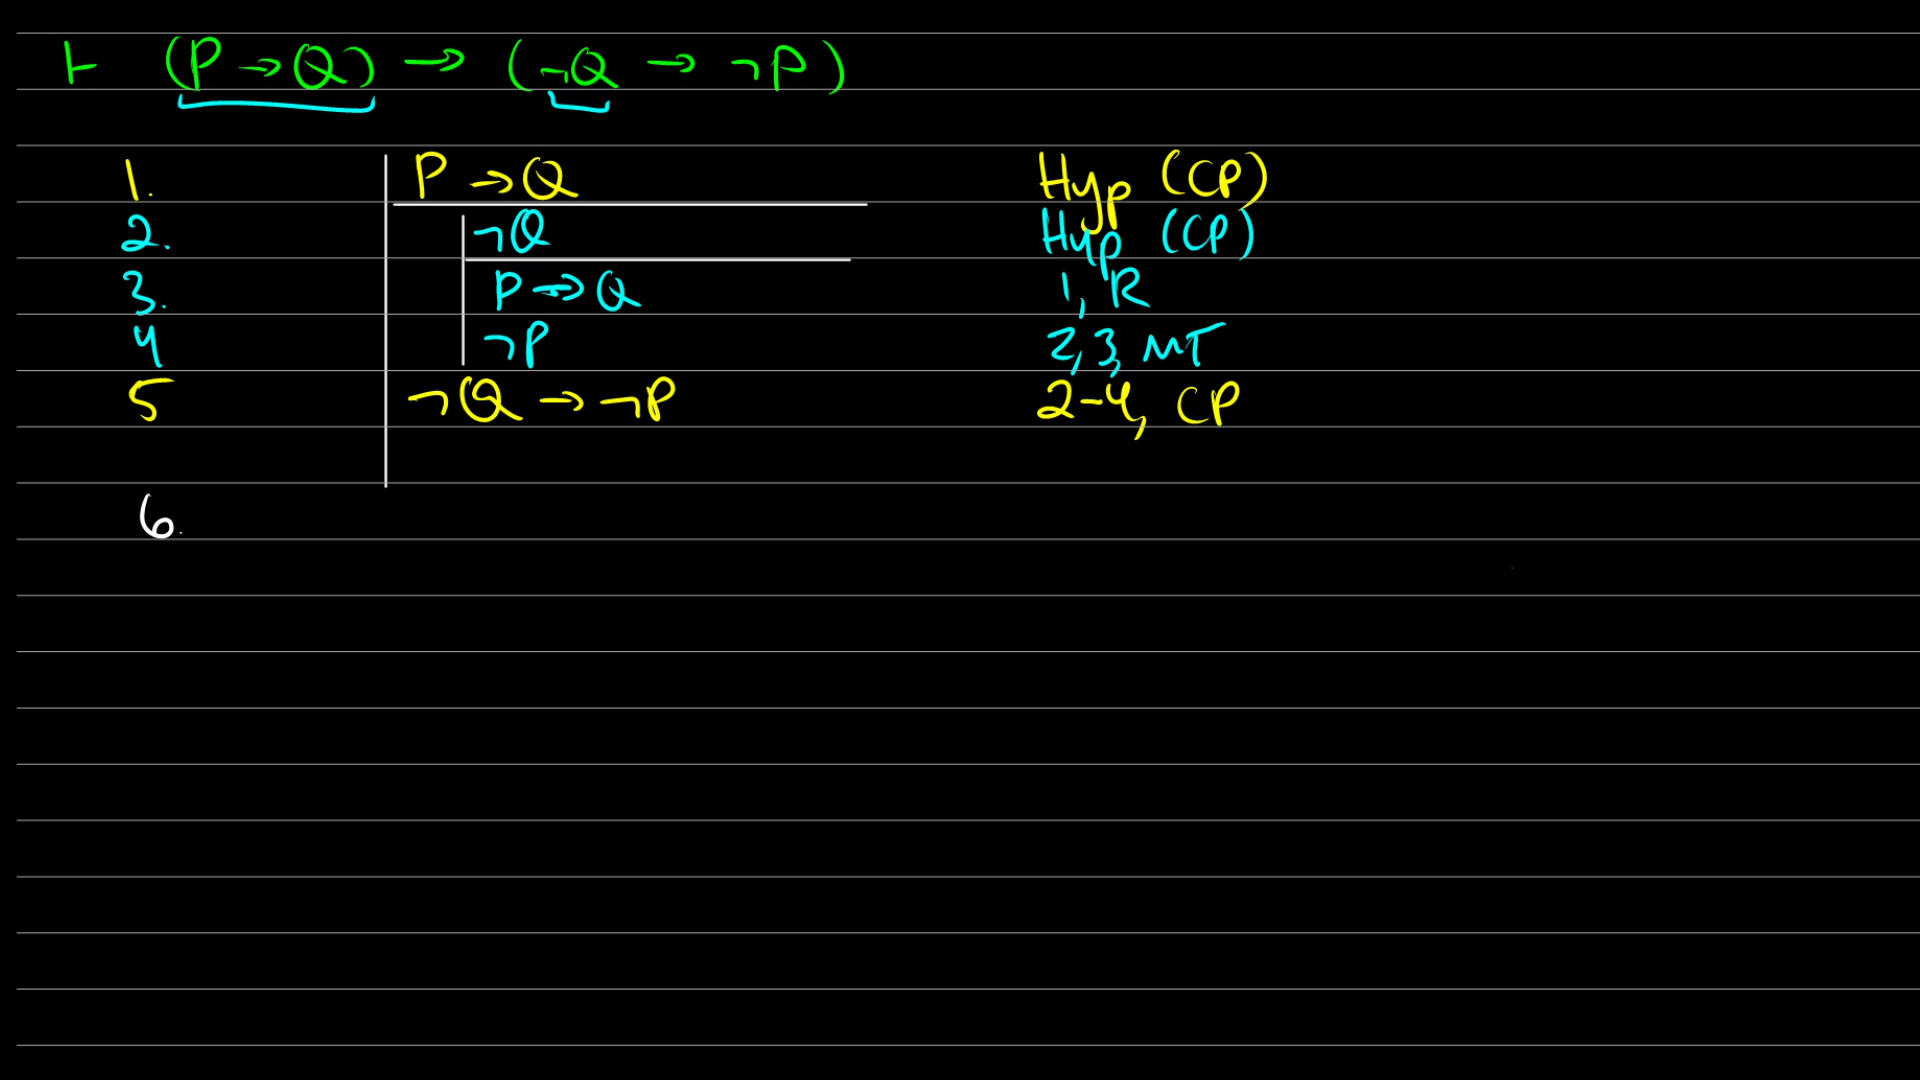 ⊢ (P → Q) → (¬Q → ¬P)
1. P → Q Hyp (CP)
2. ¬Q Hyp (CP)
3. P → Q 1, R
4 ¬P 2, 3, MT
5 ¬Q → ¬P 2-4, CP
6.